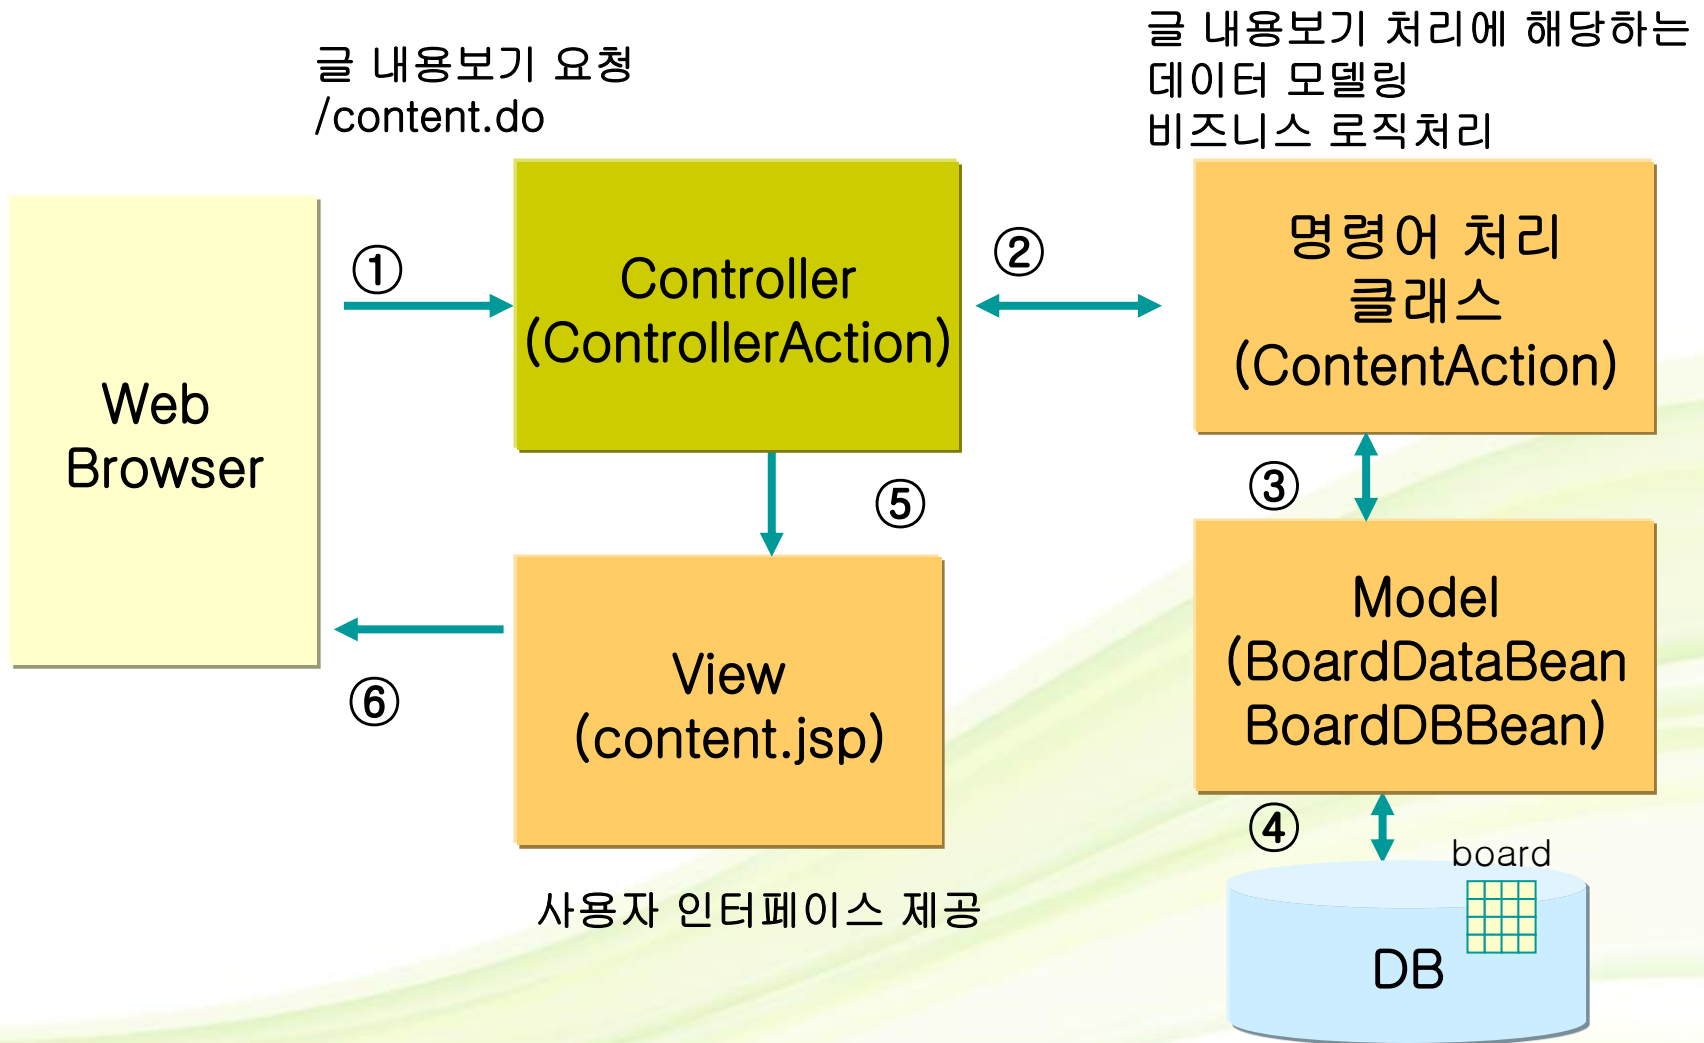 글 내용보기 요청
/content.do
글 내용보기 처리에 해당하는
데이터 모델링
비즈니스 로직처리
Web
Browser
①
Controller
(ControllerAction)
②
명령어 처리
클래스
(ContentAction)
③
Model
(BoardDataBean
BoardDBBean)
④
board
DB
⑤
View
(content.jsp)
⑥
사용자 인터페이스 제공